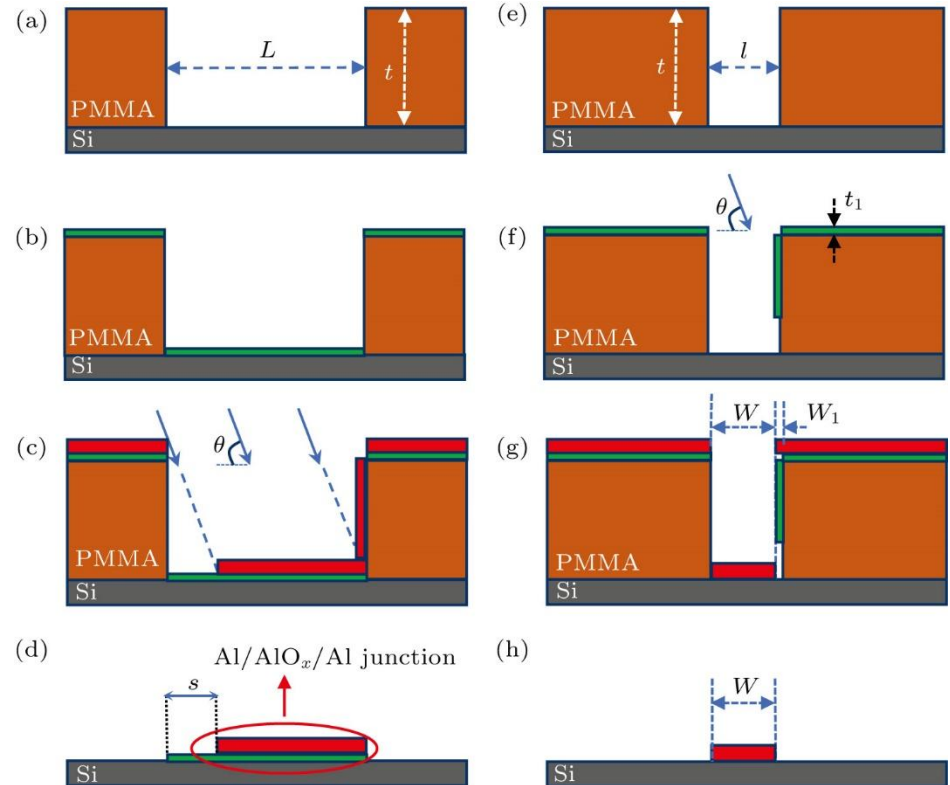 (a)
L
t
PMMA
Si
(e)
l
t
Si
(b)
PMMA
Si
(f)
θ
t₁
PMMA
Si
(c)
θ
PMMA
Si
(g)
W
W₁
PMMA
Si
(d)
Al/AlOₓ/Al junction
s
Si
(h)
W
Si